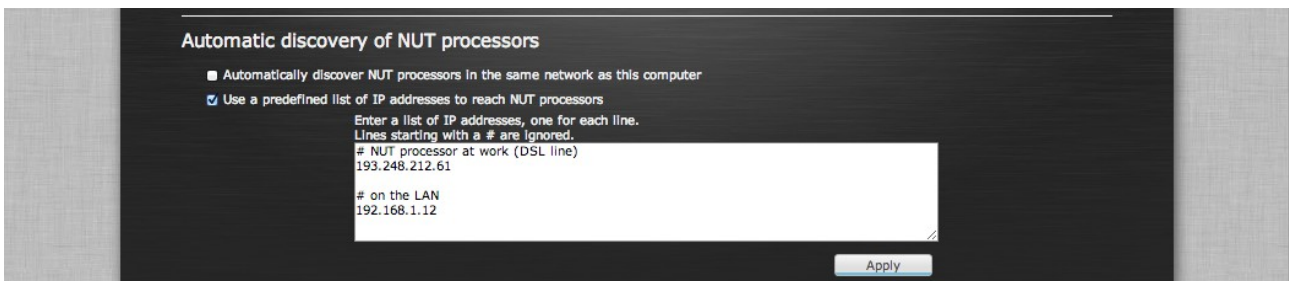 Automatic discovery of NUT processors
Automatically discover NUT processors in the same network as this computer
Use a predefined list of IP addresses to reach NUT processors
Enter a list of IP addresses, one for each line.
Lines starting with a # are ignored.
# NUT processor at work (DSL line)
193.248.212.61
# on the LAN
192.168.1.12
Apply